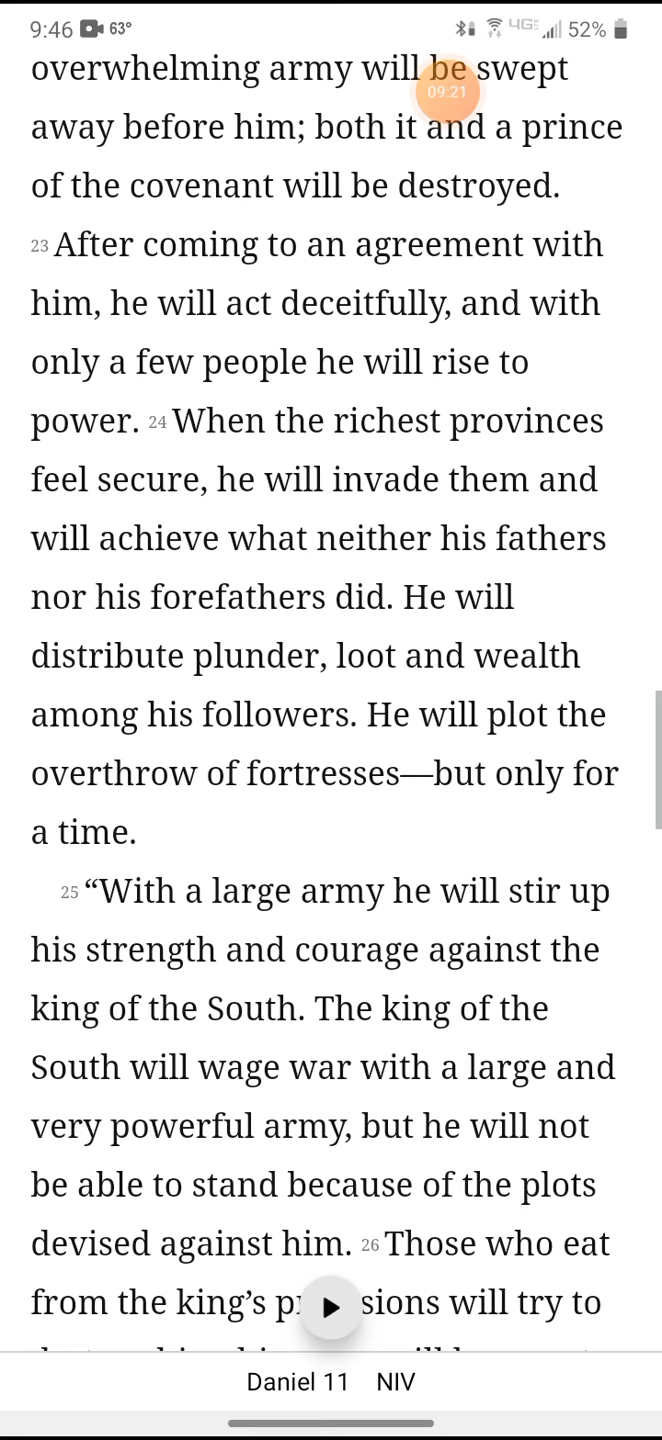 9:46 63° 4G 52%
overwhelming army will be swept
09:21
away before him; both it and a prince
of the covenant will be destroyed.
23 After coming to an agreement with
him, he will act deceitfully, and with
only a few people he will rise to
power. 24 When the richest provinces
feel secure, he will invade them and
will achieve what neither his fathers
nor his forefathers did. He will
distribute plunder, loot and wealth
among his followers. He will plot the
overthrow of fortresses—but only for
a time.
25 “With a large army he will stir up
his strength and courage against the
king of the South. The king of the
South will wage war with a large and
very powerful army, but he will not
be able to stand because of the plots
devised against him. 26 Those who eat
from the king’s will try to
Daniel 11 NIV